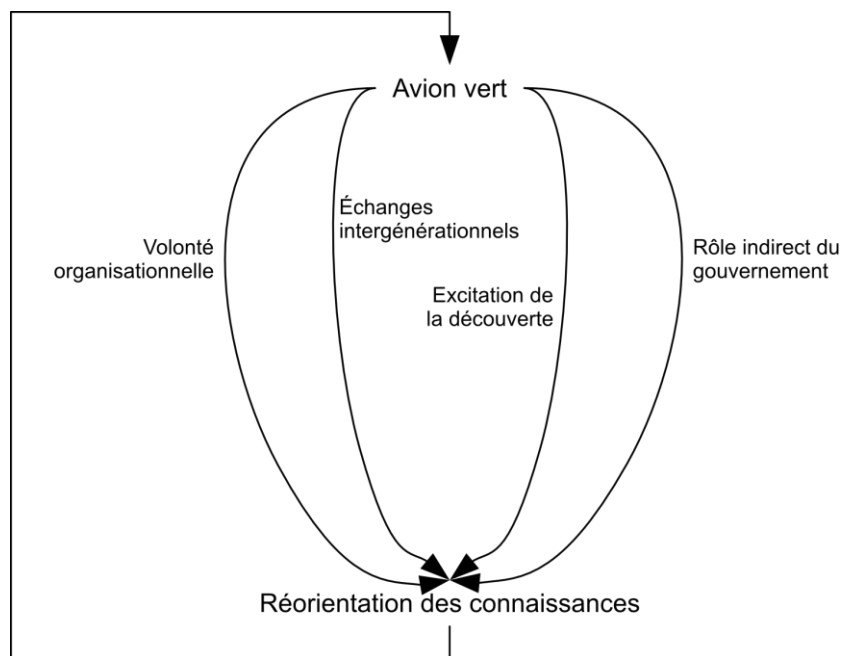 Avion vert
Échanges
intergénérationnels
Volonté
organisationnelle
Rôle indirect du
gouvernement
Excitation de
la découverte
Réorientation des connaissances